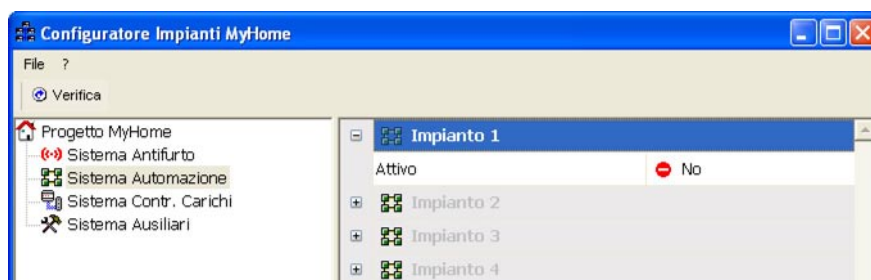 Configuratore Impianti MyHome
File ?
Verifica
Progetto MyHome
Sistema Antifurto
Sistema Automazione
Sistema Contr. Carichi
Sistema Ausiliari
Impianto 1
Attivo No
Impianto 2
Impianto 3
Impianto 4